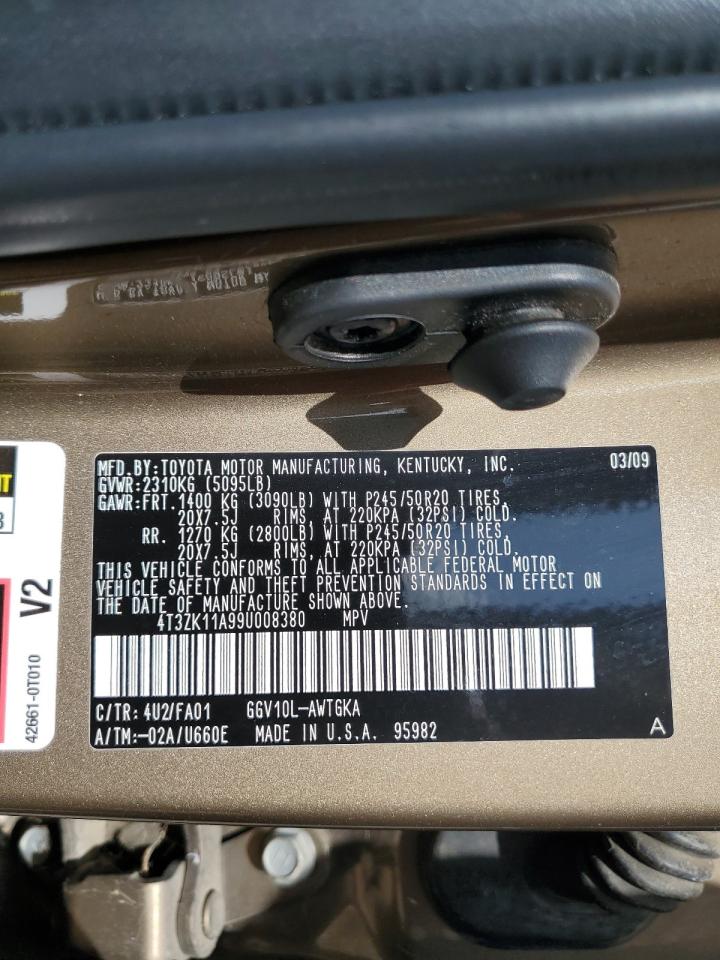 MFD.BY:TOYOTA MOTOR MANUFACTURING, KENTUCKY, INC. 03/09
GVWR:2310KG (5095LB)
GAWR:FRT.1400 KG (3090LB) WITH P245/50R20 TIRES,
20X7.5J RIMS, AT 220KPA (32PSI) COLD.
RR. 1270 KG (2800LB) WITH P245/50R20 TIRES,
20X7.5J RIMS, AT 220KPA (32PSI) COLD.
THIS VEHICLE CONFORMS TO ALL APPLICABLE FEDERAL MOTOR
VEHICLE SAFETY AND THEFT PREVENTION STANDARDS IN EFFECT ON
THE DATE OF MANUFACTURE SHOWN ABOVE.
4T3ZK11A99U008380 MPV
C/TR: 4U2/FA01 GGV10L-AWTGKA
A/TM:-02A/U660E MADE IN U.S.A. 95982 A
V2
42661-0T010